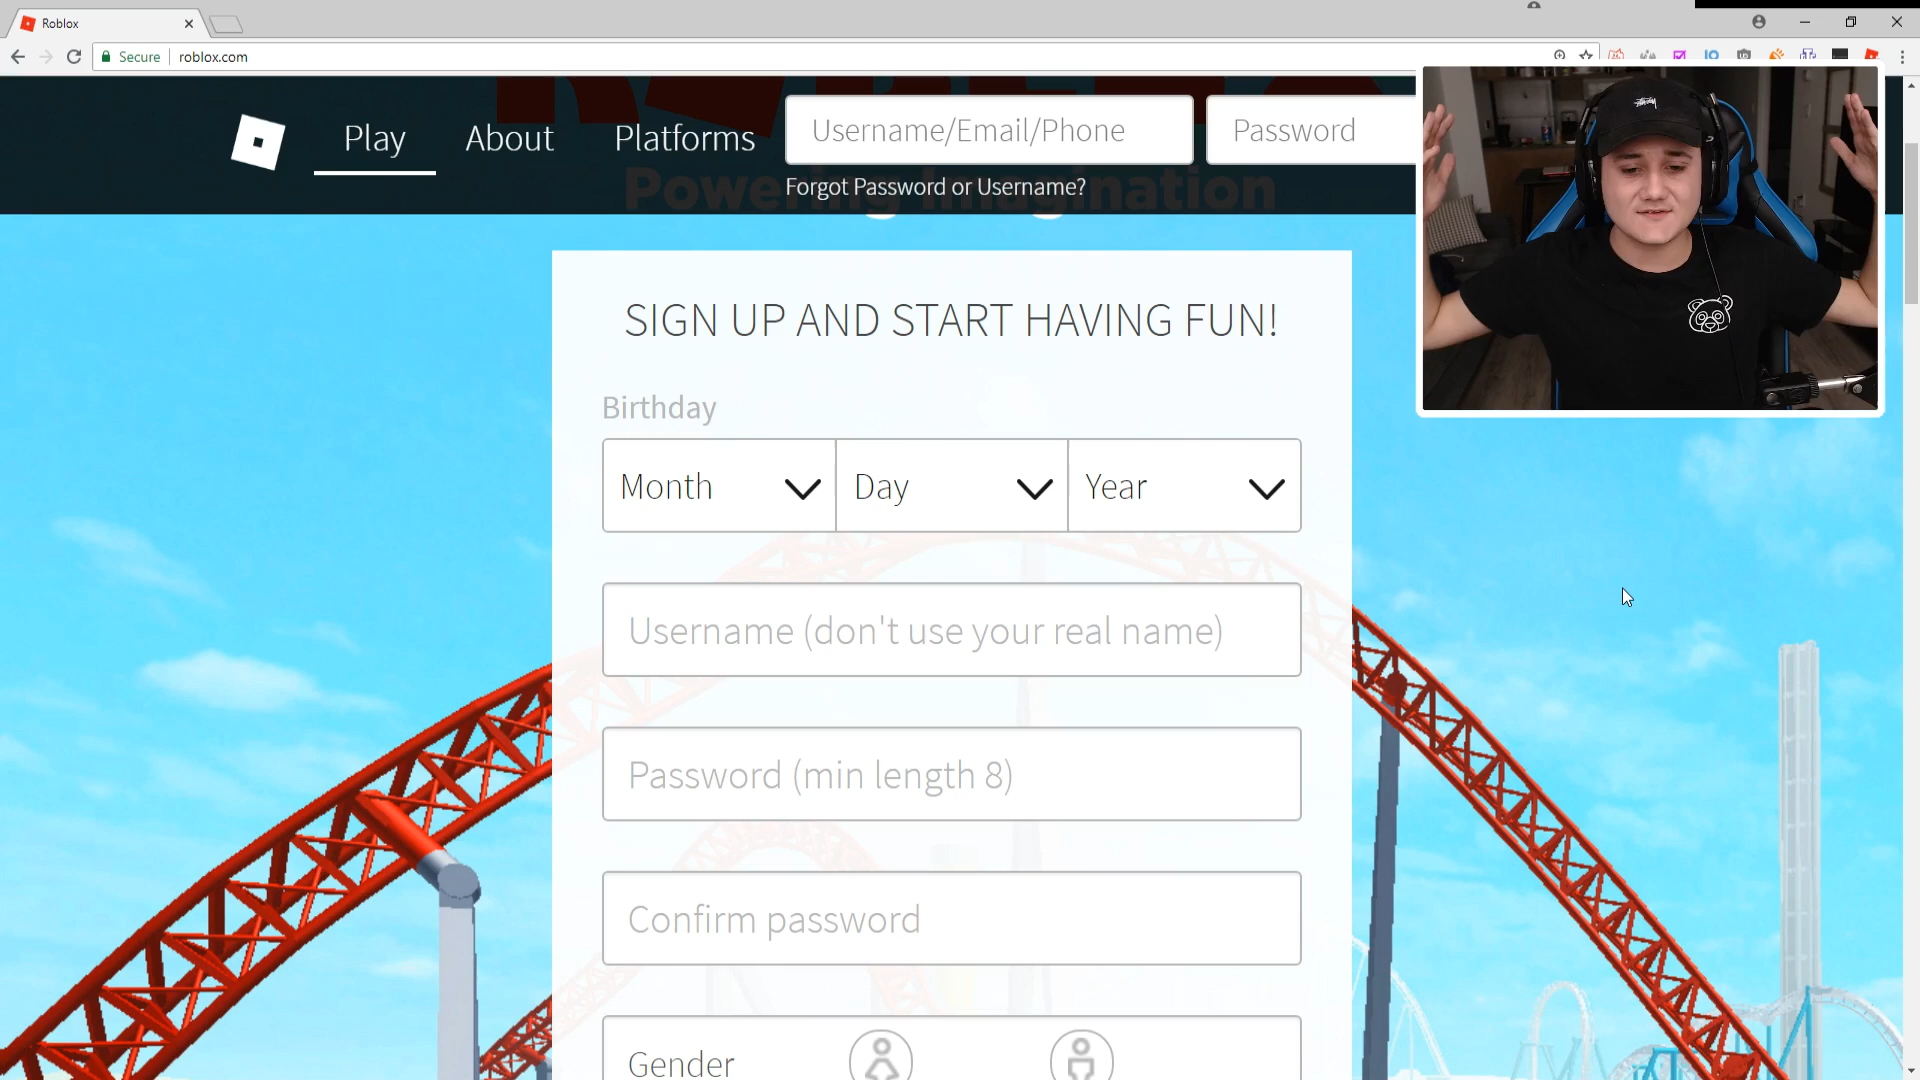 Roblox
Secure
roblox.com
Play
About
Platforms
Username/Email/Phone
Password
Forgot Password or Username?
Powering Imagination
SIGN UP AND START HAVING FUN!
Birthday
Month
Day
Year
Username (don't use your real name)
Password (min length 8)
Confirm password
Gender